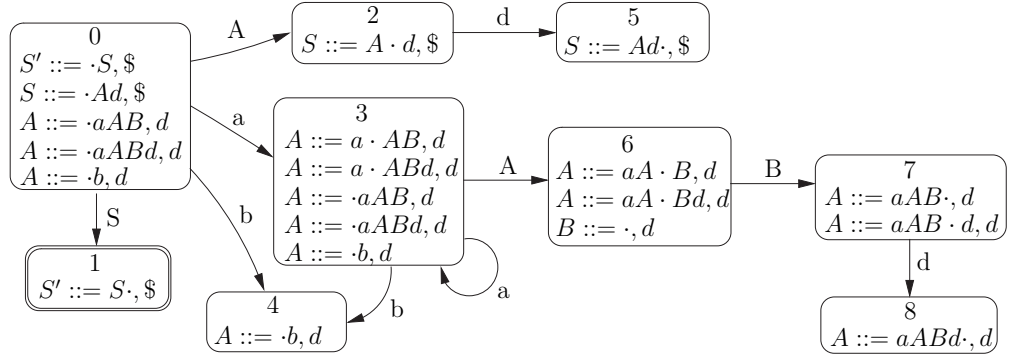 0
S′ ::= ·S, $
S ::= ·Ad, $
A ::= ·aAB, d
A ::= ·aABd, d
A ::= ·b, d
A
2
S ::= A · d, $
d
5
S ::= Ad·, $
a
3
A ::= a · AB, d
A ::= a · ABd, d
A ::= ·aAB, d
A ::= ·aABd, d
A ::= ·b, d
A
6
A ::= aA · B, d
A ::= aA · Bd, d
B ::= ·, d
B
7
A ::= aAB·, d
A ::= aAB · d, d
S
b
1
S′ ::= S·, $
4
A ::= ·b, d
b
a
d
8
A ::= aABd·, d